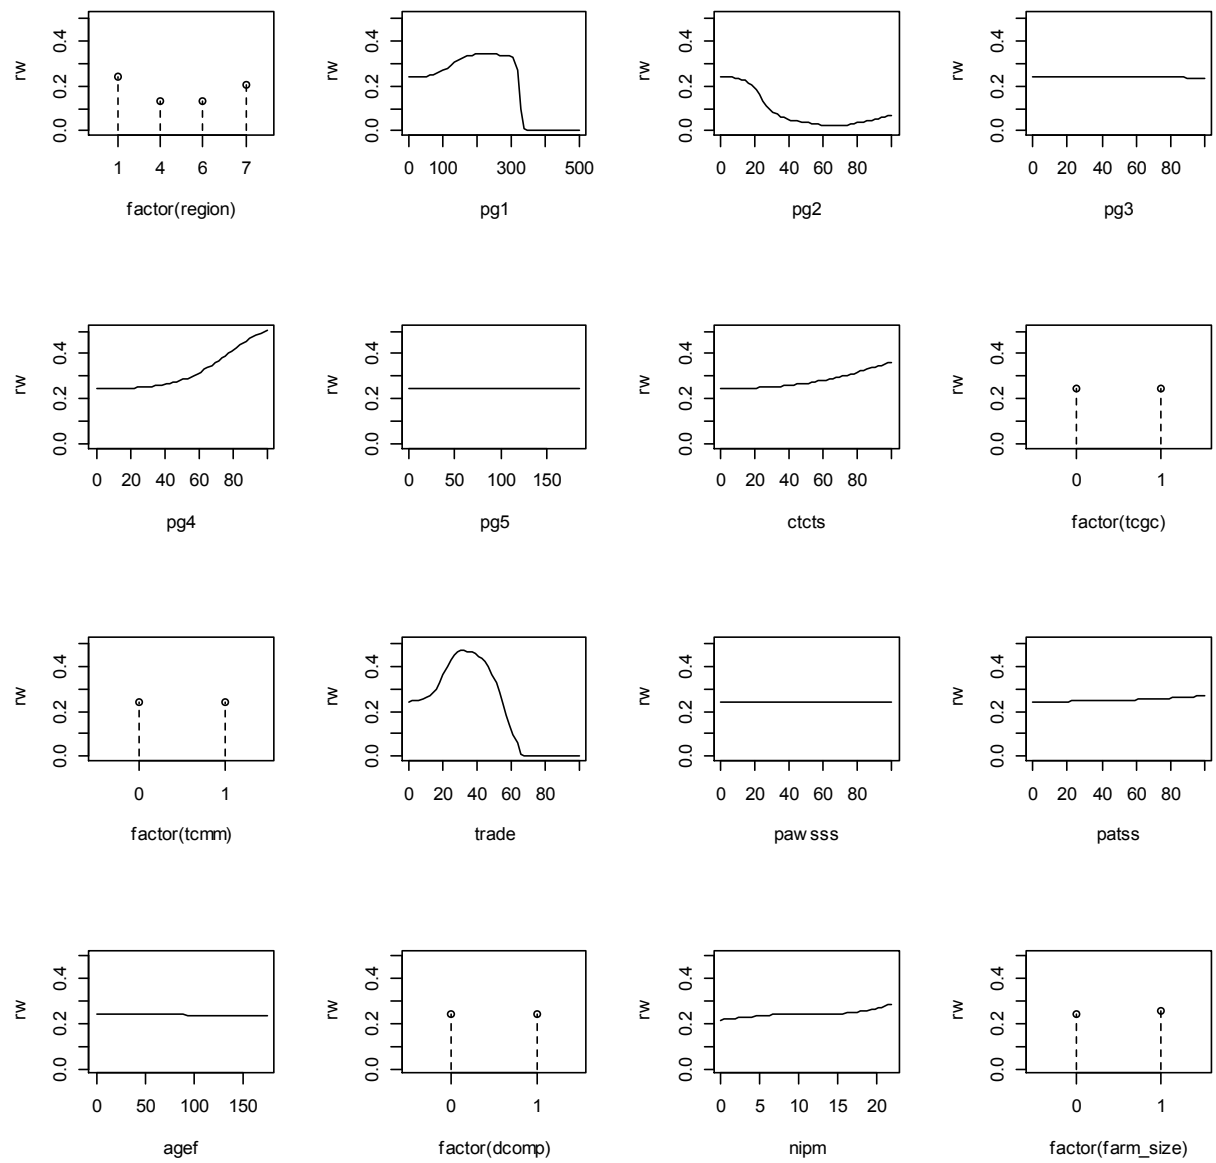 rw 0.0 0.2 0.4 1 4 6 7 factor(region)
rw 0.0 0.2 0.4 0 100 300 500 pg1
rw 0.0 0.2 0.4 0 20 40 60 80 pg2
rw 0.0 0.2 0.4 0 20 40 60 80 pg3
rw 0.0 0.2 0.4 0 20 40 60 80 pg4
rw 0.0 0.2 0.4 0 50 100 150 pg5
rw 0.0 0.2 0.4 0 20 40 60 80 ctcts
rw 0.0 0.2 0.4 0 1 factor(tcgc)
rw 0.0 0.2 0.4 0 1 factor(tcmm)
rw 0.0 0.2 0.4 0 20 40 60 80 trade
rw 0.0 0.2 0.4 0 20 40 60 80 paw sss
rw 0.0 0.2 0.4 0 20 40 60 80 patss
rw 0.0 0.2 0.4 0 50 100 150 agef
rw 0.0 0.2 0.4 0 1 factor(dcomp)
rw 0.0 0.2 0.4 0 5 10 15 20 nipm
rw 0.0 0.2 0.4 0 1 factor(farm_size)